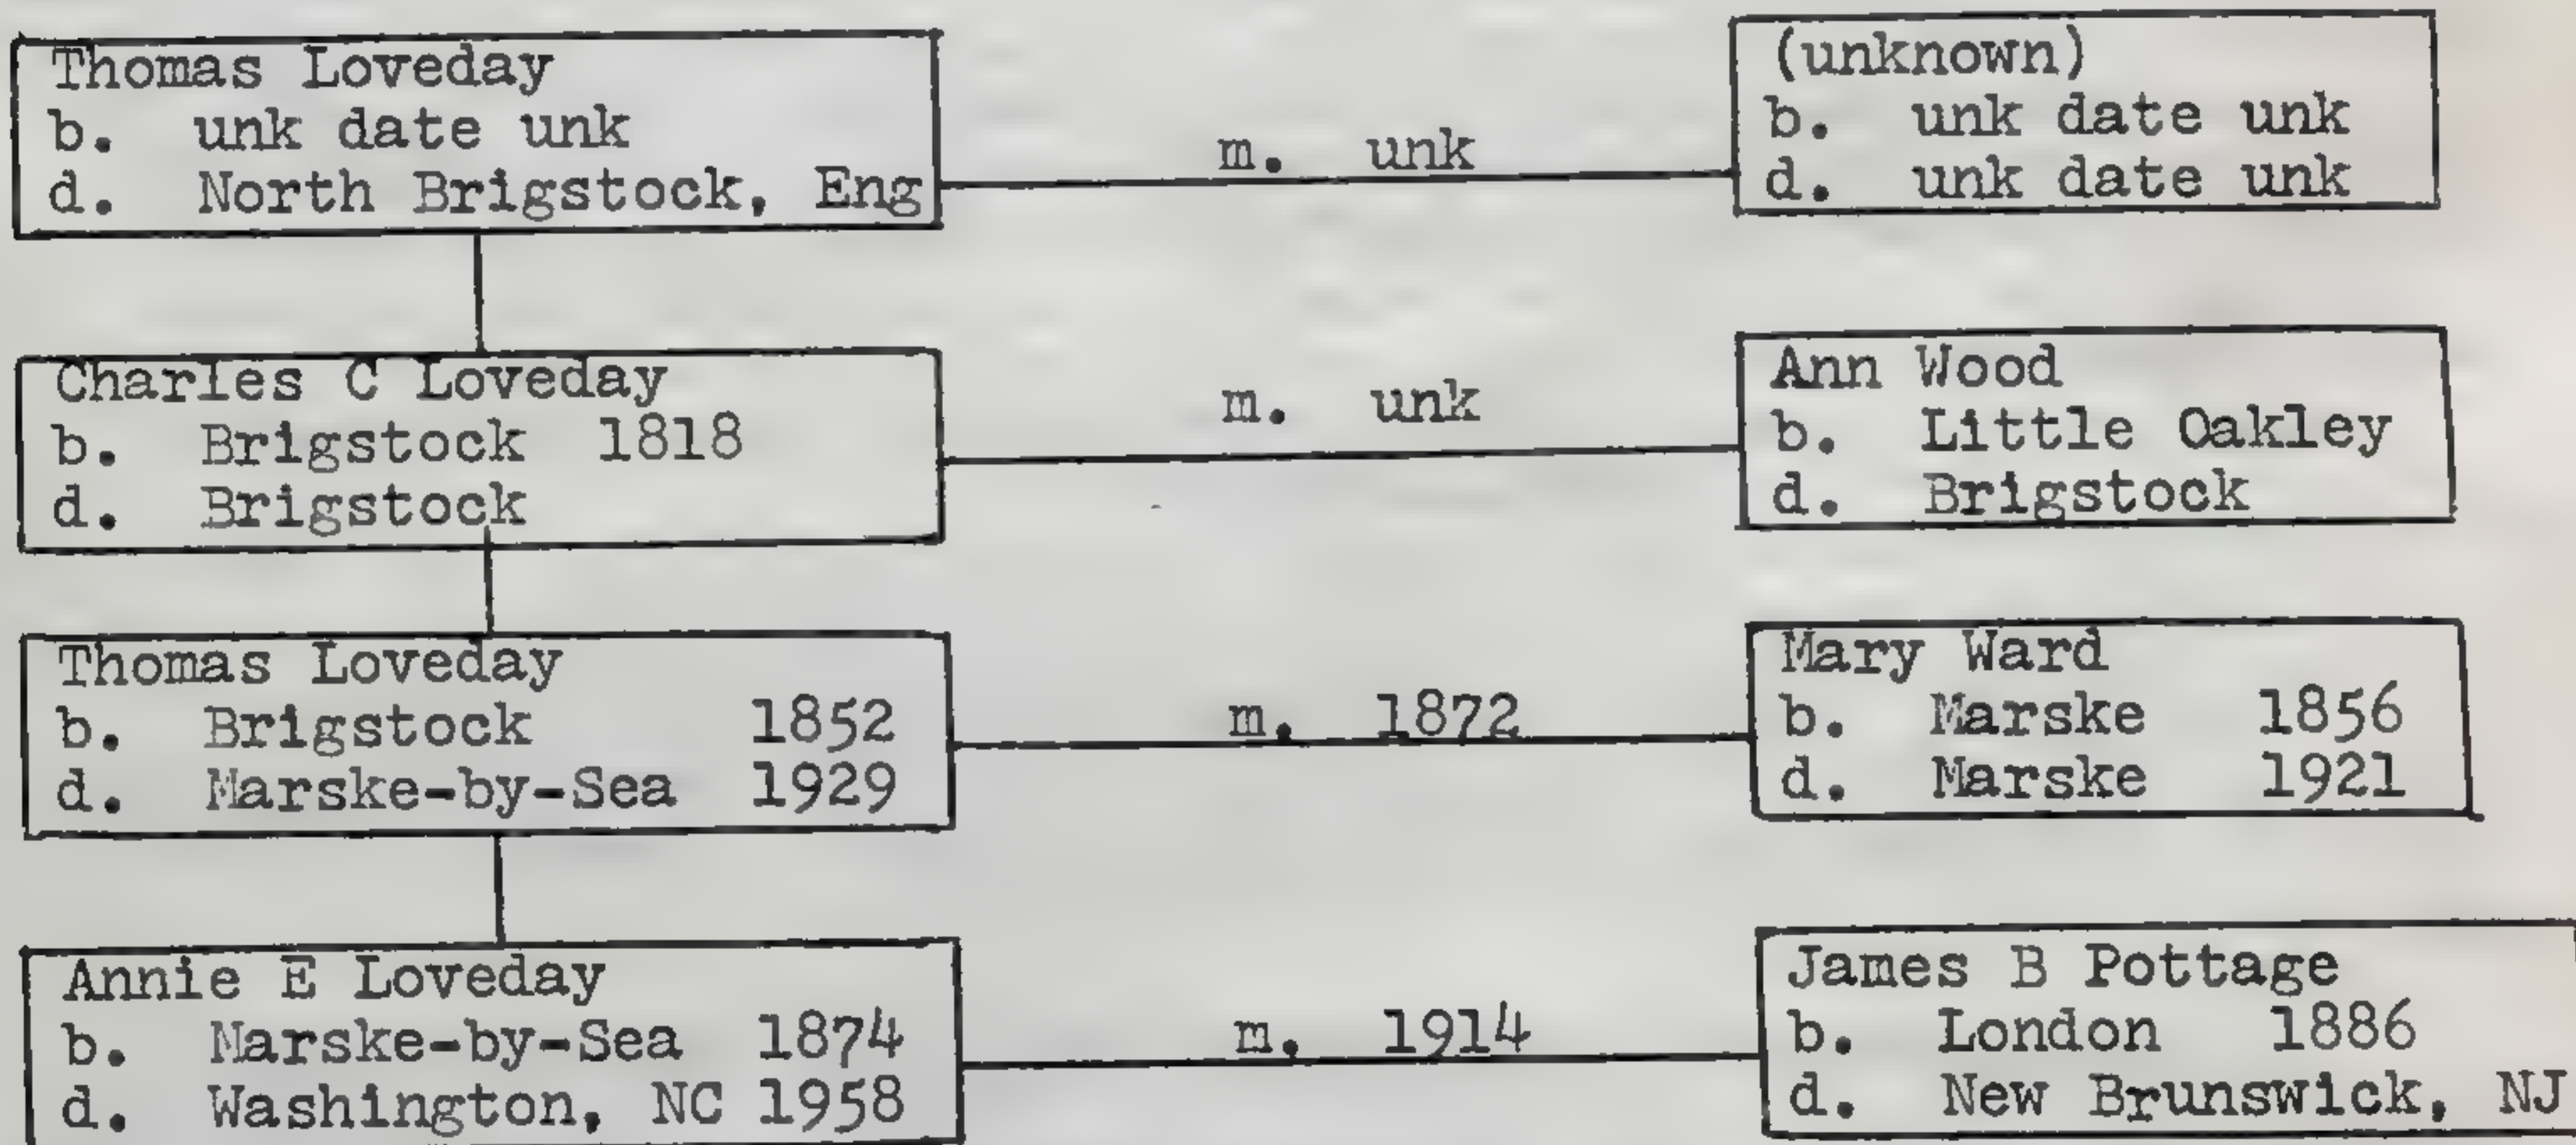 Thomas Loveday
b. unk date unk
d. North Brigstock, Eng
m. unk
(unknown)
b. unk date unk
d. unk date unk
Charles C Loveday
b. Brigstock 1818
d. Brigstock
m. unk
Ann Wood
b. Little Oakley
d. Brigstock
Thomas Loveday
b. Brigstock 1852
d. Marske-by-Sea 1929
m. 1872
Mary Ward
b. Marske 1856
d. Marske 1921
Annie E Loveday
b. Marske-by-Sea 1874
d. Washington, NC 1958
m. 1914
James B Pottage
b. London 1886
d. New Brunswick, NJ